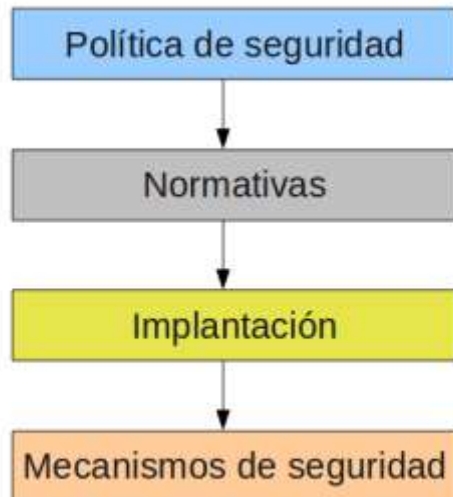 Política de seguridad
Normativas
Implantación
Mecanismos de seguridad